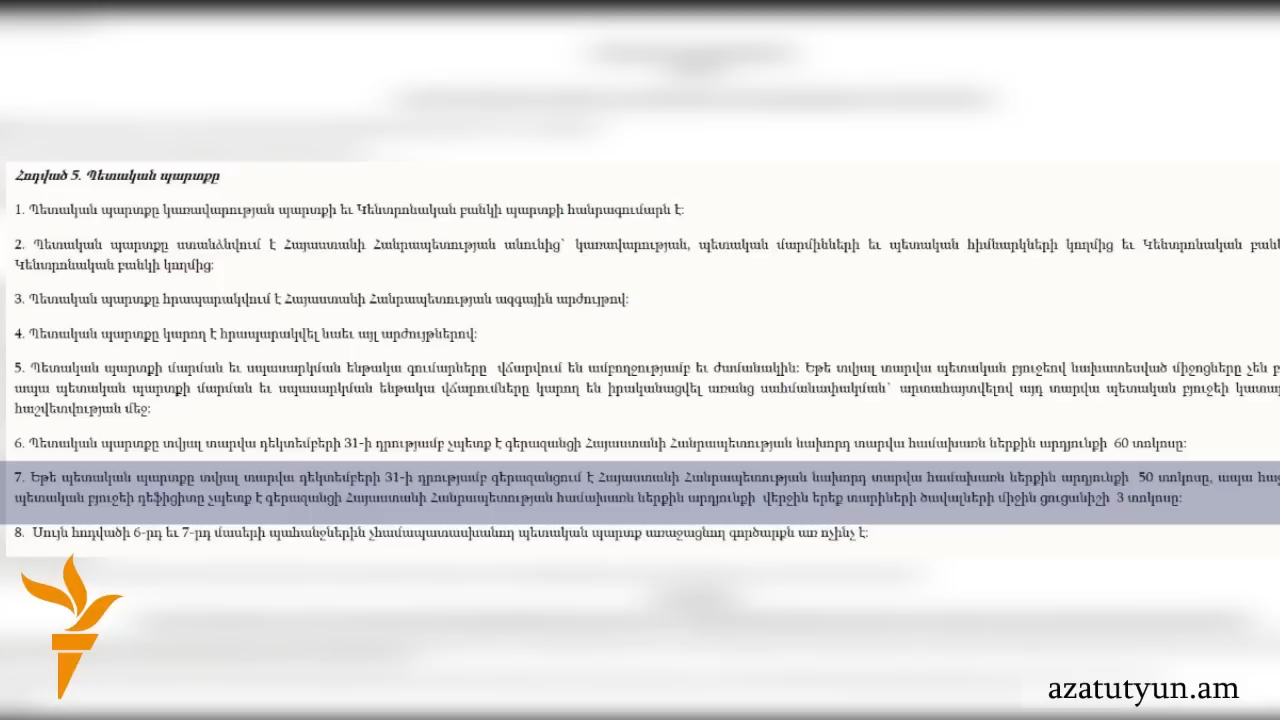 Հոդված 5. Պետական պարտքը
1. Պետական պարտքը կառավարության պարտքի եւ Կենտրոնական բանկի պարտքի հանրագումարն է:
2. Պետական պարտքը ստանձնվում է Հայաստանի Հանրապետության անունից` կառավարության, պետական մարմինների եւ պետական հիմնարկների կողմից եւ Կենտրոնական
Կենտրոնական բանկի կողմից:
3. Պետական պարտքը հրապարակվում է Հայաստանի Հանրապետության ազգային արժույթով:
4. Պետական պարտքը կարող է հրապարակվել նաեւ այլ արժույթներով:
5. Պետական պարտքի մարման եւ սպասարկման ենթակա գումարները վճարվում են ամբողջությամբ եւ ժամանակին: Եթե տվյալ տարվա պետական բյուջեով նախատեսված միջոցները չեն
ապա պետական պարտքի մարման եւ սպասարկման ենթակա վճարումները կարող են իրականացվել առանց սահմանափակման` արտահայտվելով այդ տարվա պետական բյուջեի
հաշվետվության մեջ:
6. Պետական պարտքը տվյալ տարվա դեկտեմբերի 31-ի դրությամբ չպետք է գերազանցի Հայաստանի Հանրապետության նախորդ տարվա համախառն ներքին արդյունքի 60 տոկոսը:
7. Եթե պետական պարտքը տվյալ տարվա դեկտեմբերի 31-ի դրությամբ գերազանցում է Հայաստանի Հանրապետության նախորդ տարվա համախառն ներքին արդյունքի 50 տոկոսը, ապա
պետական բյուջեի դեֆիցիտը չպետք է գերազանցի Հայաստանի Հանրապետության համախառն ներքին արդյունքի վերջին երեք տարիների ծավալների միջին ցուցանիշի 3 տոկոսը:
8. Սույն հոդվածի 6-րդ եւ 7-րդ մասերի պահանջներին չհամապատասխանող պետական պարտք առաջացնող գործարքն առ ոչինչ է:
azatutyun.am